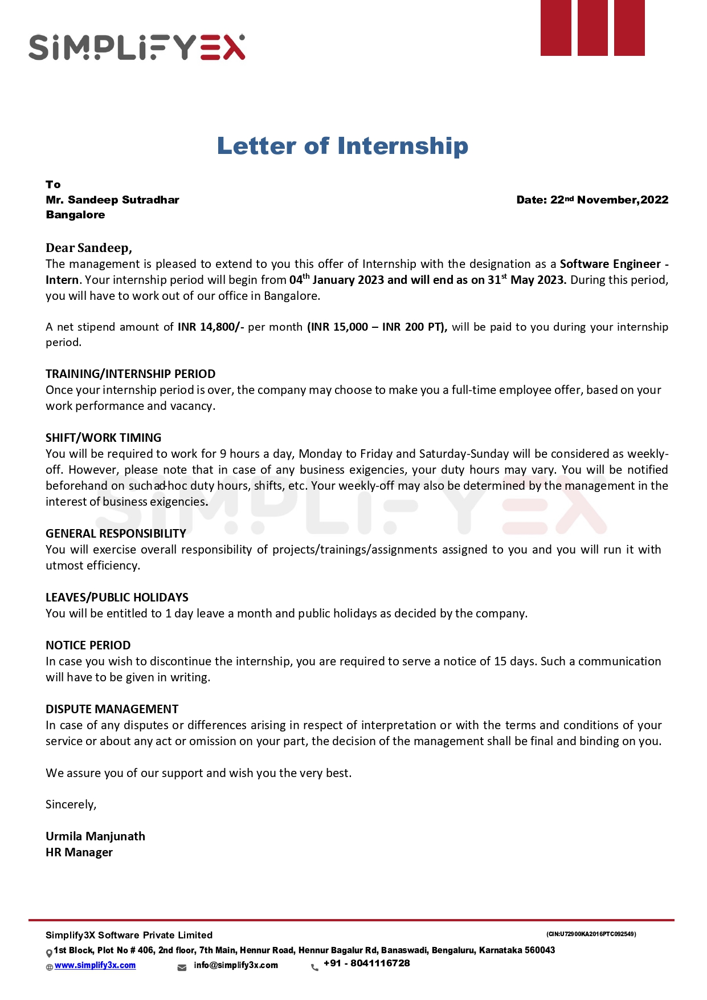 SiMPLiFYEX
Letter of Internship
To
Mr. Sandeep Sutradhar Date: 22nd November,2022
Bangalore
Dear Sandeep,
The management is pleased to extend to you this offer of Internship with the designation as a Software Engineer -
Intern. Your internship period will begin from 04th January 2023 and will end as on 31st May 2023. During this period,
you will have to work out of our office in Bangalore.
A net stipend amount of INR 14,800/- per month (INR 15,000 – INR 200 PT), will be paid to you during your internship
period.
TRAINING/INTERNSHIP PERIOD
Once your internship period is over, the company may choose to make you a full-time employee offer, based on your
work performance and vacancy.
SHIFT/WORK TIMING
You will be required to work for 9 hours a day, Monday to Friday and Saturday-Sunday will be considered as weekly-
off. However, please note that in case of any business exigencies, your duty hours may vary. You will be notified
beforehand on such ad-hoc duty hours, shifts, etc. Your weekly-off may also be determined by the management in the
interest of business exigencies.
SiMPLiFYEX
GENERAL RESPONSIBILITY
You will exercise overall responsibility of projects/trainings/assignments assigned to you and you will run it with
utmost efficiency.
LEAVES/PUBLIC HOLIDAYS
You will be entitled to 1 day leave a month and public holidays as decided by the company.
NOTICE PERIOD
In case you wish to discontinue the internship, you are required to serve a notice of 15 days. Such a communication
will have to be given in writing.
DISPUTE MANAGEMENT
In case of any disputes or differences arising in respect of interpretation or with the terms and conditions of your
service or about any act or omission on your part, the decision of the management shall be final and binding on you.
We assure you of our support and wish you the very best.
Sincerely,
Urmila Manjunath
HR Manager
Simplify3X Software Private Limited (CIN:U72900KA2016PTC092549)
1st Block, Plot No # 406, 2nd floor, 7th Main, Hennur Road, Hennur Bagalur Rd, Banaswadi, Bengaluru, Karnataka 560043
www.simplify3x.com info@simplify3x.com +91 - 8041116728